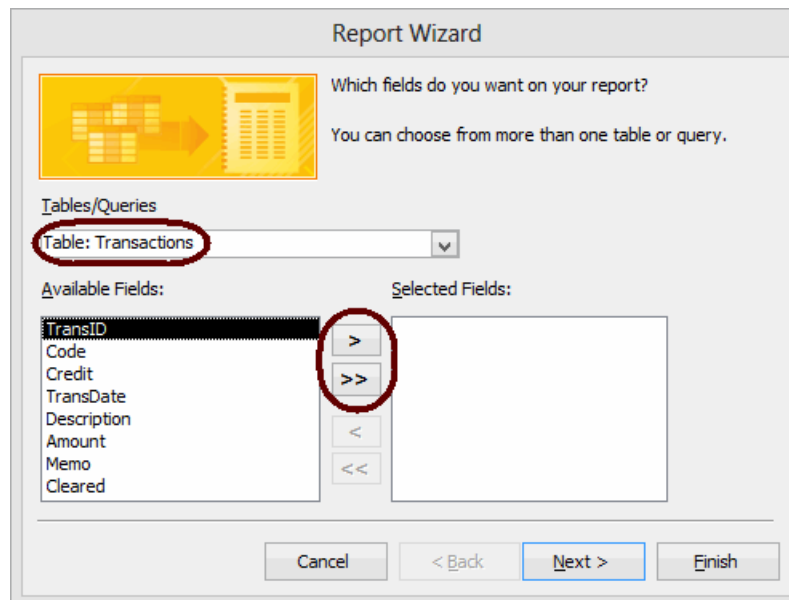 Report Wizard
Which fields do you want on your report?
You can choose from more than one table or query.
Tables/Queries
Table: Transactions
Available Fields:
Selected Fields:
TransID
Code
Credit
TransDate
Description
Amount
Memo
Cleared
>
>>
<
<<
Cancel
< Back
Next >
Finish